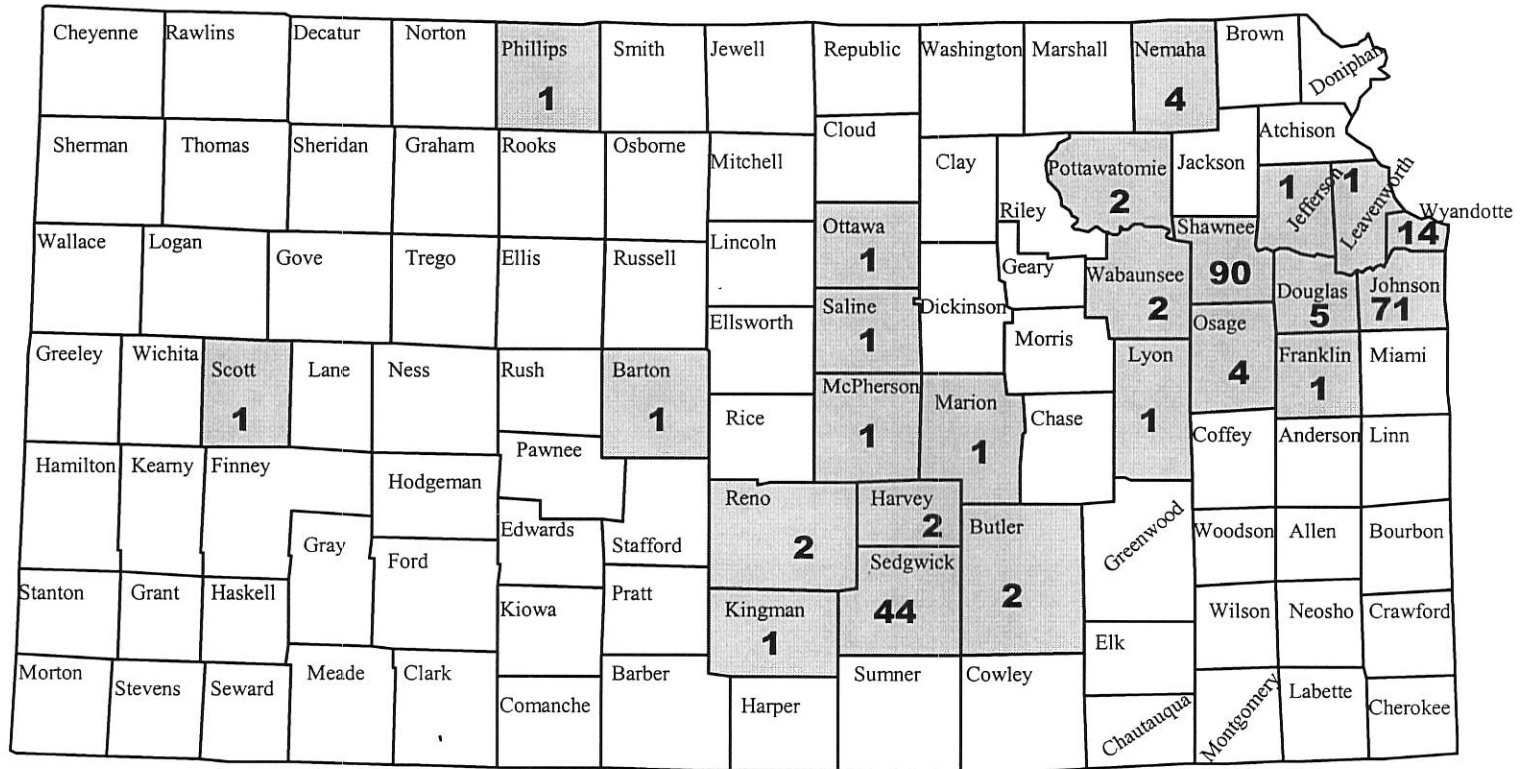 Cheyenne
Rawlins
Decatur
Norton
Phillips
1
Smith
Jewell
Republic
Washington
Marshall
Nemaha
4
Brown
Doniphan
Sherman
Thomas
Sheridan
Graham
Rooks
Osborne
Mitchell
Cloud
Clay
Riley
Pottawatomie
2
Jackson
Atchison
1
Jefferson
1
Leavenworth
Wyandotte
14
Wallace
Logan
Gove
Trego
Ellis
Russell
Lincoln
Ottawa
1
Saline
1
Dickinson
Geary
Wabaunsee
2
Shawnee
90
Douglas
5
Johnson
71
Greeley
Wichita
Scott
1
Lane
Ness
Rush
Barton
1
Ellsworth
Rice
McPherson
1
Marion
1
Morris
Chase
Lyon
1
Osage
4
Franklin
1
Miami
Hamilton
Kearny
Finney
Hodgeman
Pawnee
Edwards
Stafford
Reno
2
Harvey
2
Sedgwick
44
Butler
2
Greenwood
Coffey
Anderson
Linn
Woodson
Allen
Bourbon
Gray
Ford
Stanton
Grant
Haskell
Kiowa
Pratt
Kingman
1
Elk
Wilson
Neosho
Crawford
Morton
Stevens
Seward
Meade
Clark
Comanche
Barber
Harper
Sumner
Cowley
Chautauqua
Montgomery
Labette
Cherokee